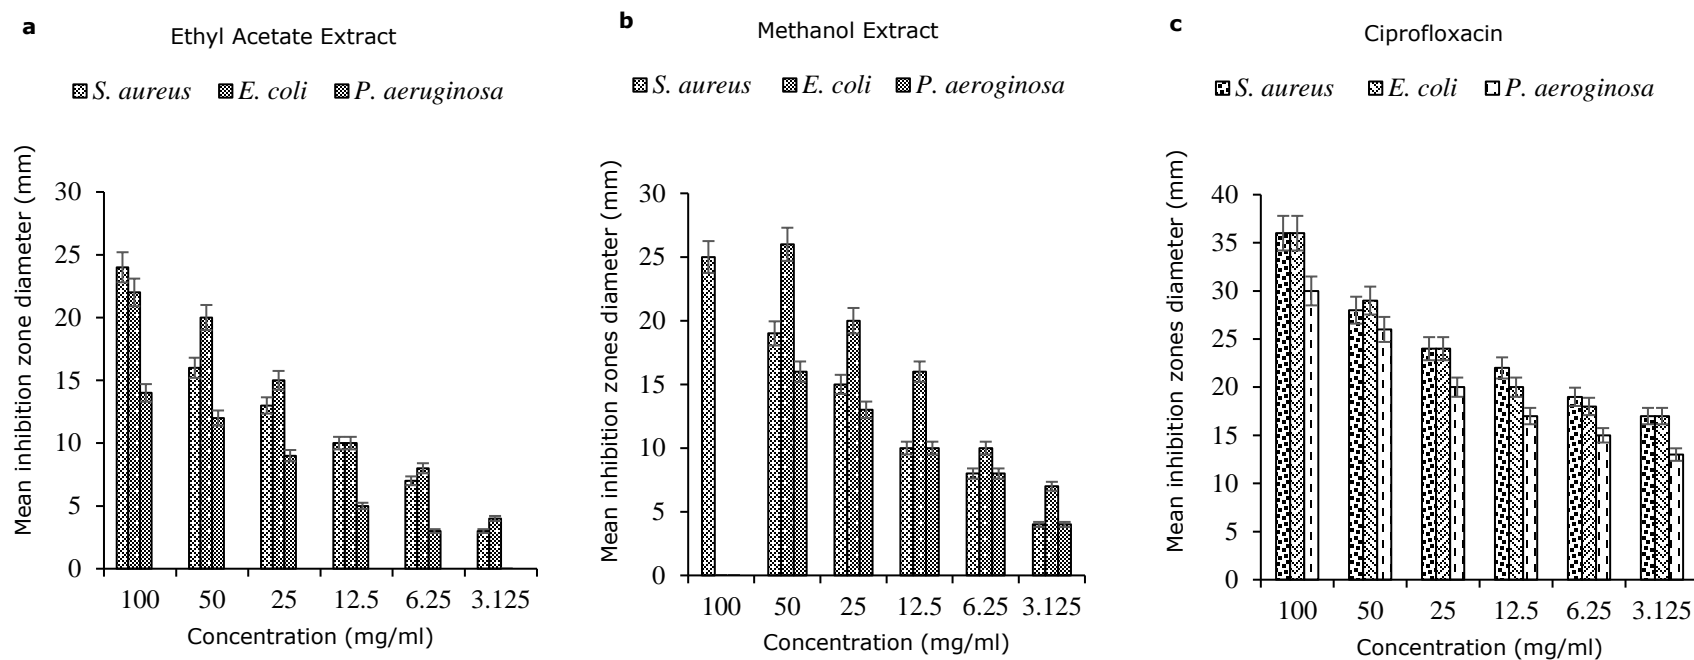 a
Ethyl Acetate Extract
S. aureus E. coli P. aeruginosa
Mean inhibition zone diameter (mm)
30
25
20
15
10
5
0
100 50 25 12.5 6.25 3.125
Concentration (mg/ml)
b
Methanol Extract
S. aureus E. coli P. aeroginosa
Mean inhibition zones diameter (mm)
30
25
20
15
10
5
0
100 50 25 12.5 6.25 3.125
Concentration (mg/ml)
c
Ciprofloxacin
S. aureus E. coli P. aeroginosa
Mean inhibition zones diameter (mm)
40
35
30
25
20
15
10
5
0
100 50 25 12.5 6.25 3.125
Concentration (mg/ml)